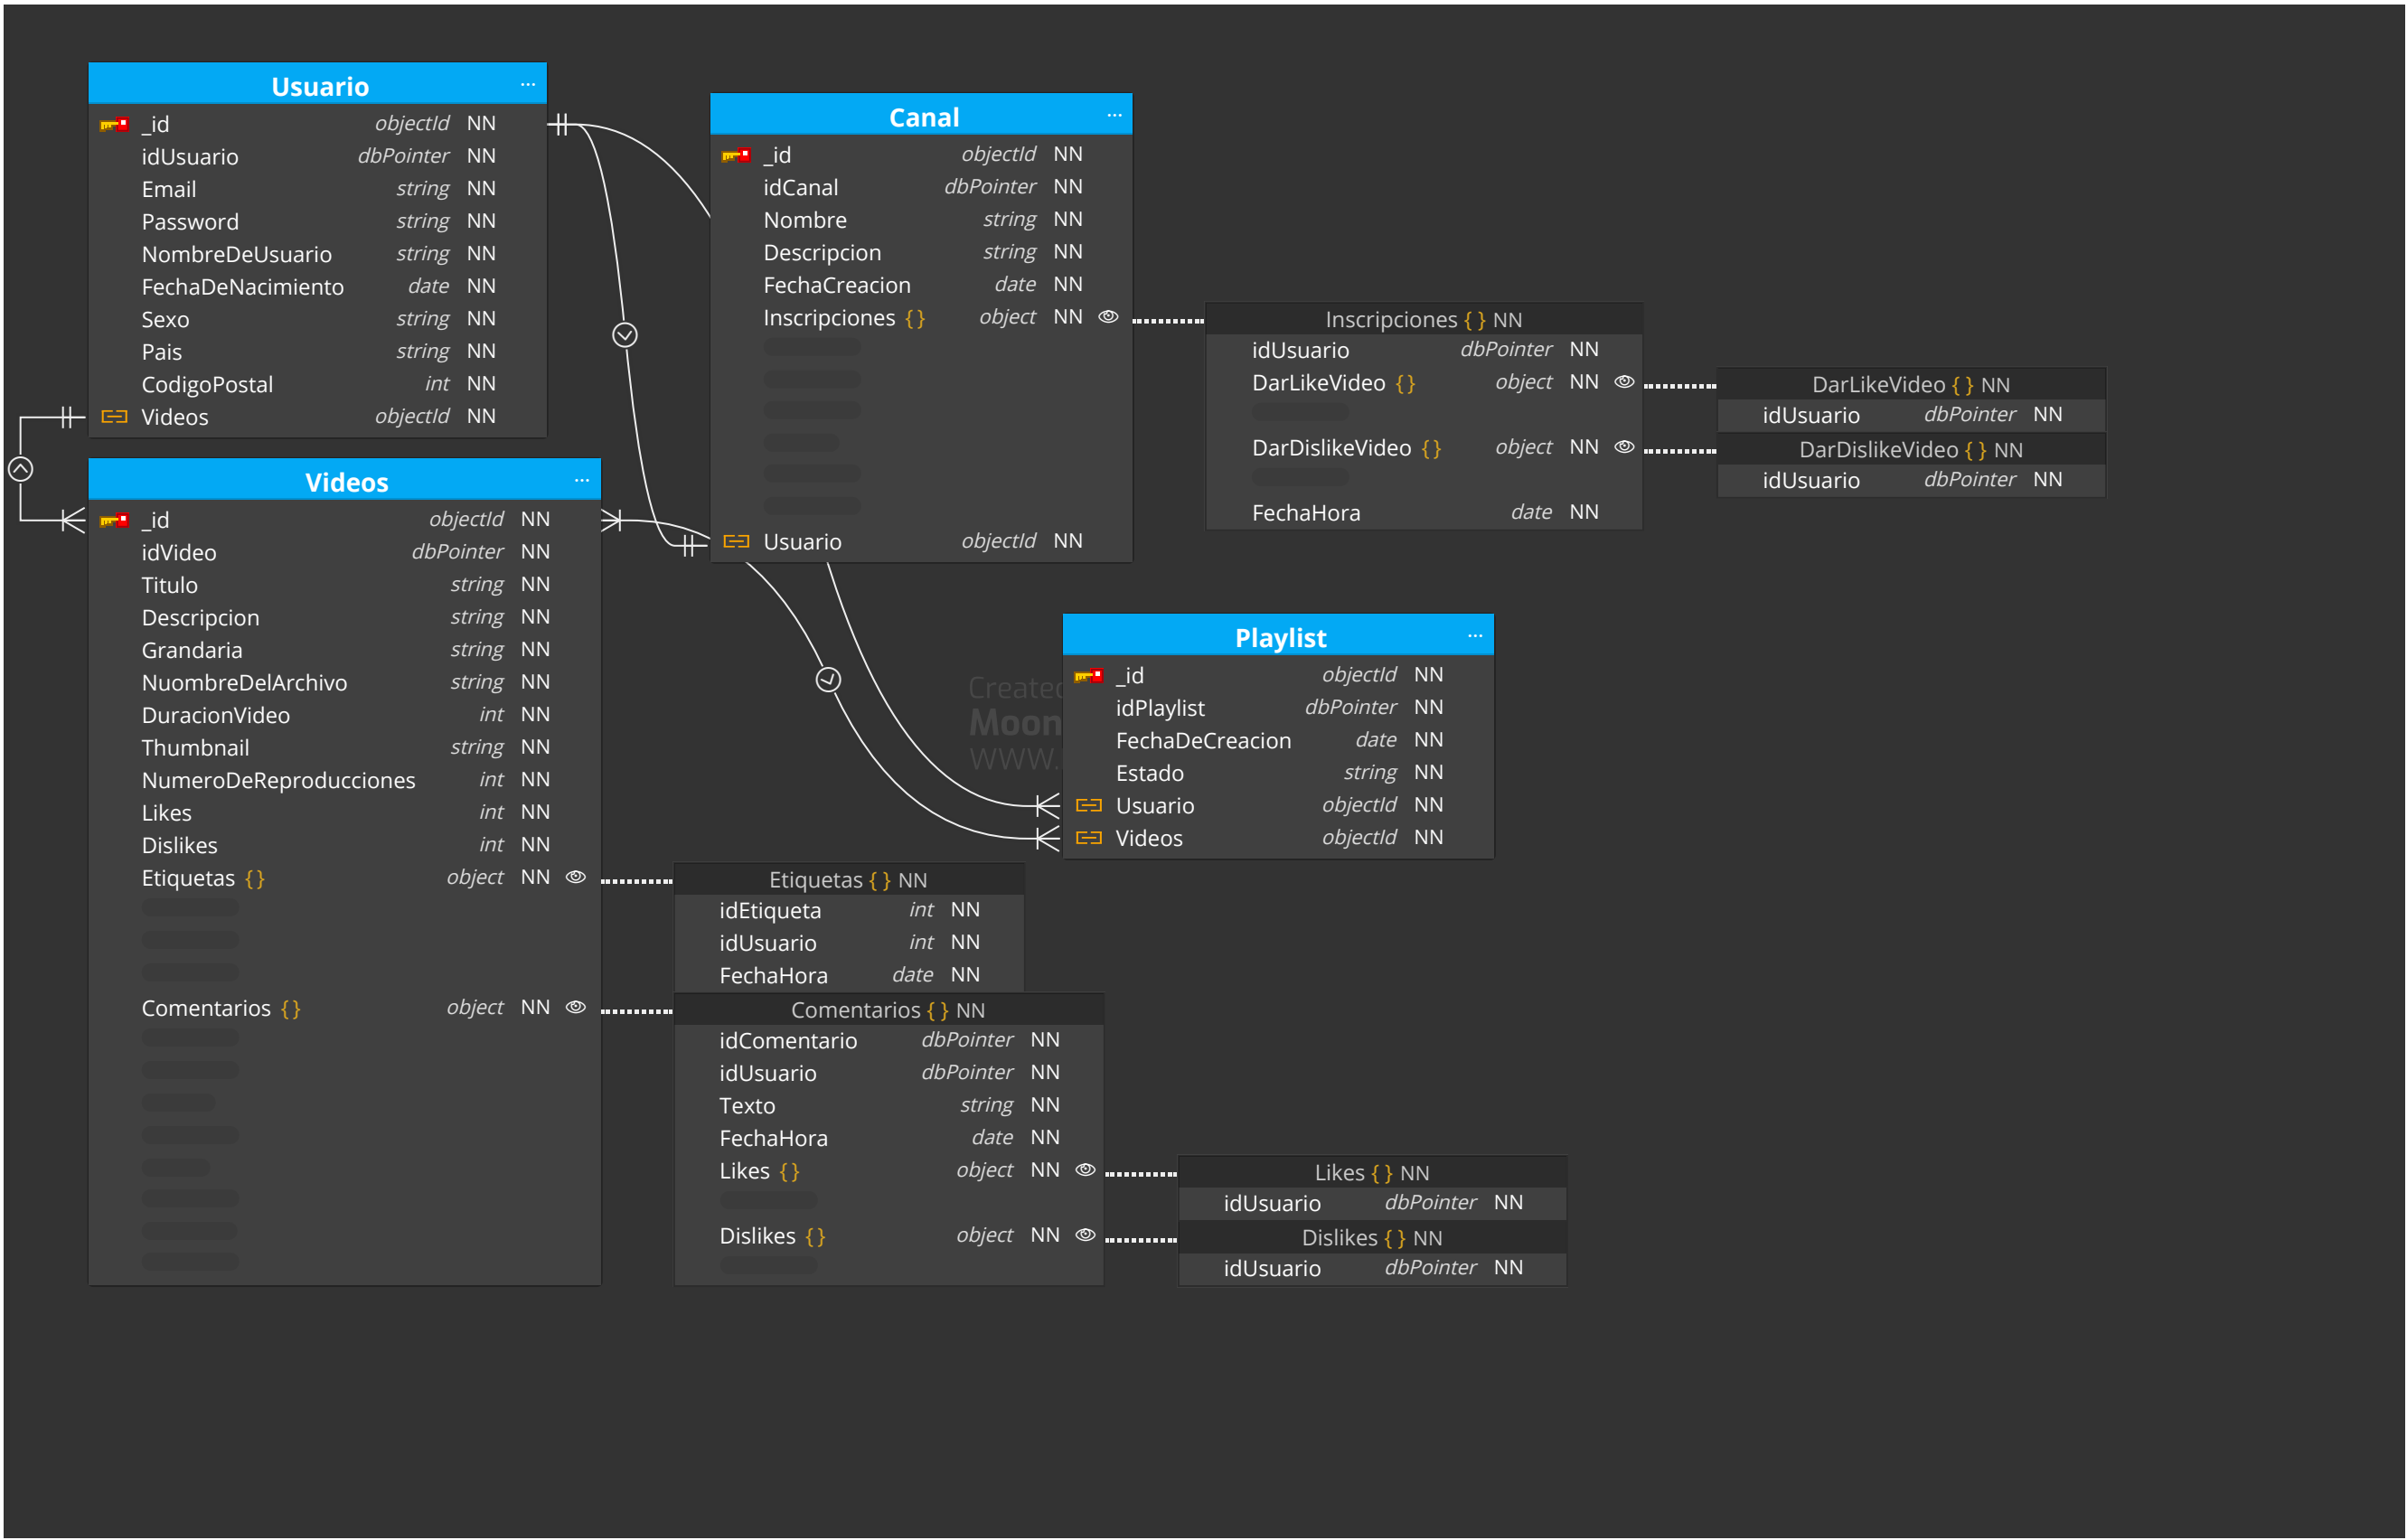 Usuario ...
_id objectId NN
idUsuario dbPointer NN
Email string NN
Password string NN
NombreDeUsuario string NN
FechaDeNacimiento date NN
Sexo string NN
Pais string NN
CodigoPostal int NN
Videos objectId NN
Canal ...
_id objectId NN
idCanal dbPointer NN
Nombre string NN
Descripcion string NN
FechaCreacion date NN
Inscripciones {} object NN
Usuario objectId NN
Inscripciones {} NN
idUsuario dbPointer NN
DarLikeVideo {} object NN
DarDislikeVideo {} object NN
FechaHora date NN
DarLikeVideo {} NN
idUsuario dbPointer NN
DarDislikeVideo {} NN
idUsuario dbPointer NN
Videos ...
_id objectId NN
idVideo dbPointer NN
Titulo string NN
Descripcion string NN
Grandaria string NN
NuombreDelArchivo string NN
DuracionVideo int NN
Thumbnail string NN
NumeroDeReproducciones int NN
Likes int NN
Dislikes int NN
Etiquetas {} object NN
Comentarios {} object NN
Playlist ...
_id objectId NN
idPlaylist dbPointer NN
FechaDeCreacion date NN
Estado string NN
Usuario objectId NN
Videos objectId NN
Created
Moon
www.
Etiquetas {} NN
idEtiqueta int NN
idUsuario int NN
FechaHora date NN
Comentarios {} NN
idComentario dbPointer NN
idUsuario dbPointer NN
Texto string NN
FechaHora date NN
Likes {} object NN
Dislikes {} object NN
Likes {} NN
idUsuario dbPointer NN
Dislikes {} NN
idUsuario dbPointer NN